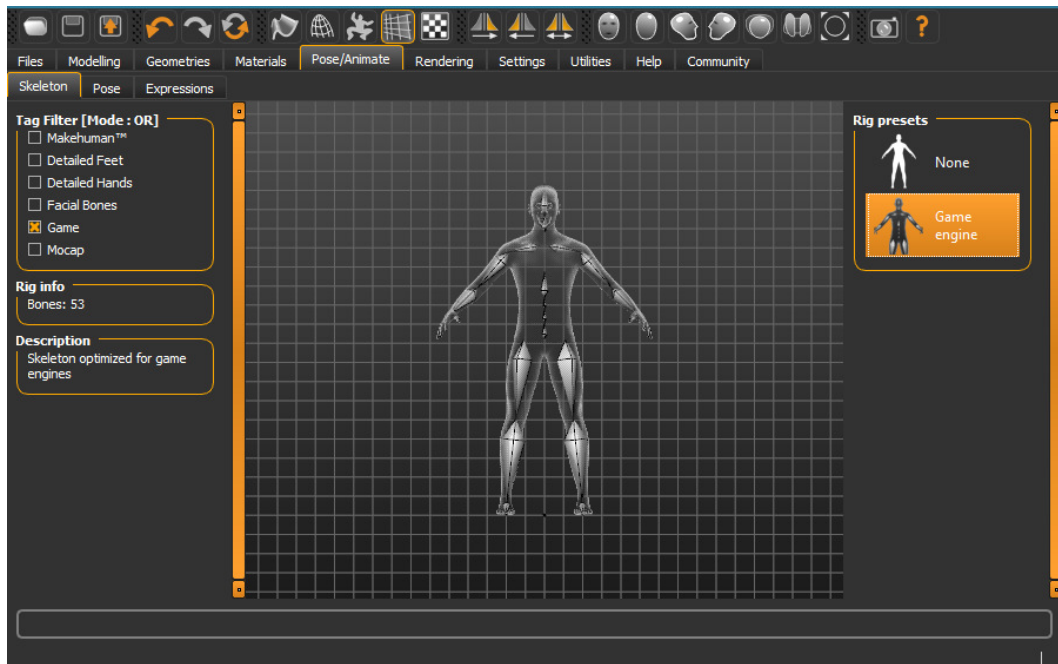 Files Modelling Geometries Materials Pose/Animate Rendering Settings Utilities Help Community
Skeleton Pose Expressions
Tag Filter [Mode : OR]
Makehuman™
Detailed Feet
Detailed Hands
Facial Bones
Game
Mocap
Rig info
Bones: 53
Description
Skeleton optimized for game
engines
Rig presets
None
Game
engine